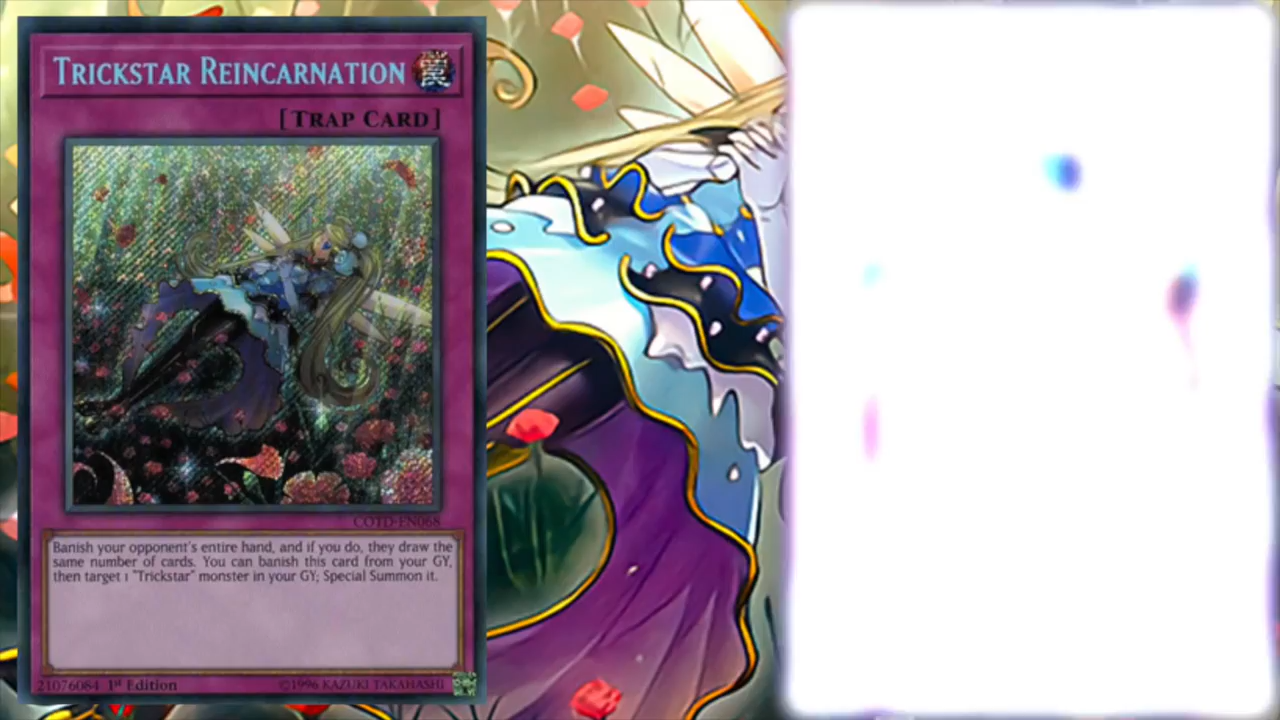 TRICKSTAR REINCARNATION 罠
[TRAP CARD]
COTD-EN068
Banish your opponent's entire hand, and if you do, they draw the
same number of cards. You can banish this card from your GY,
then target 1 "Trickstar" monster in your GY; Special Summon it.
21076084 1st Edition ©1996 KAZUKI TAKAHASHI